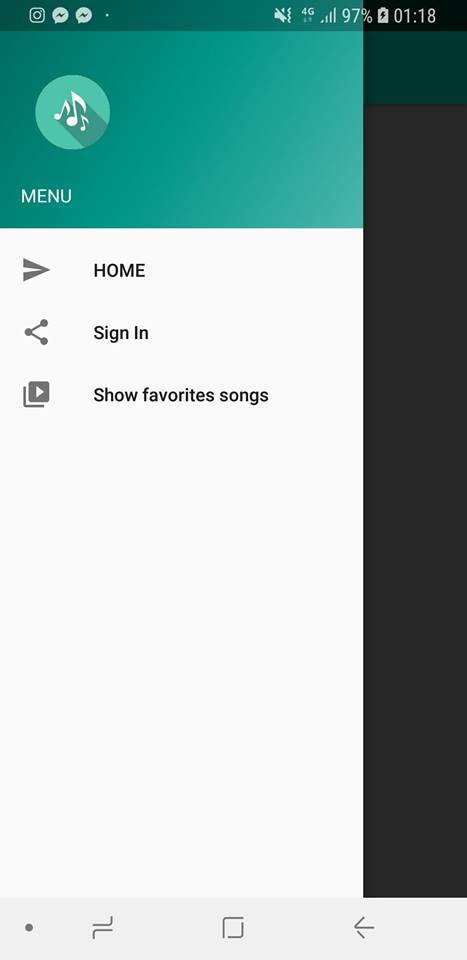 4G 97% 01:18
MENU
HOME
Sign In
Show favorites songs